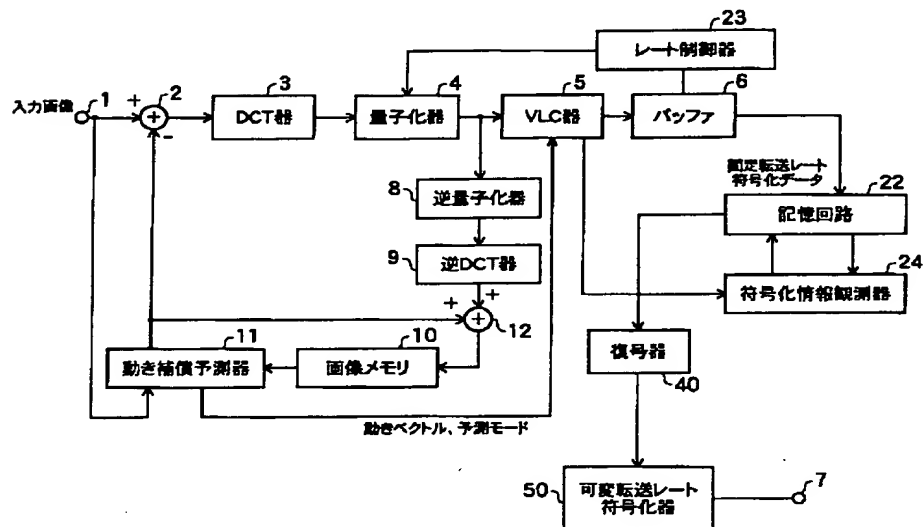 23
レート制御器
入力画像
1
+
2
-
3
DCT器
4
量子化器
5
VLC器
6
バッファ
固定転送レート
符号化データ
22
記憶回路
8
逆量子化器
9
逆DCT器
24
符号化情報観測器
+
+
12
11
動き補償予測器
10
画像メモリ
復号器
40
動きベクトル、予測モード
50
可変転送レート
符号化器
7